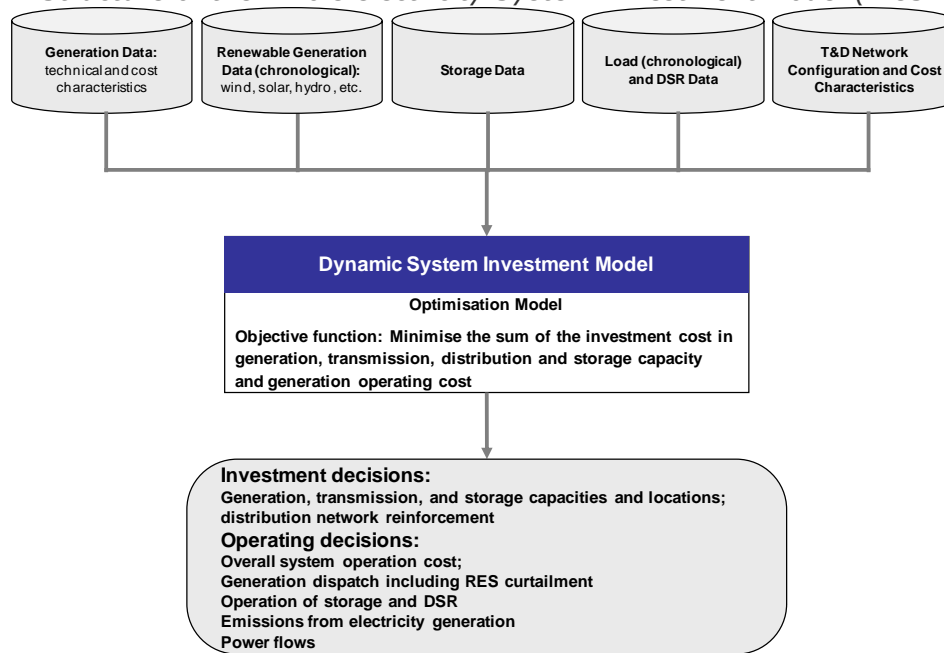 Generation Data:
technical and cost
characteristics
Renewable Generation
Data (chronological):
wind, solar, hydro, etc.
Storage Data
Load (chronological)
and DSR Data
T&D Network
Configuration and Cost
Characteristics
Dynamic System Investment Model
Optimisation Model
Objective function: Minimise the sum of the investment cost in
generation, transmission, distribution and storage capacity
and generation operating cost
Investment decisions:
Generation, transmission, and storage capacities and locations;
distribution network reinforcement
Operating decisions:
Overall system operation cost;
Generation dispatch including RES curtailment
Operation of storage and DSR
Emissions from electricity generation
Power flows